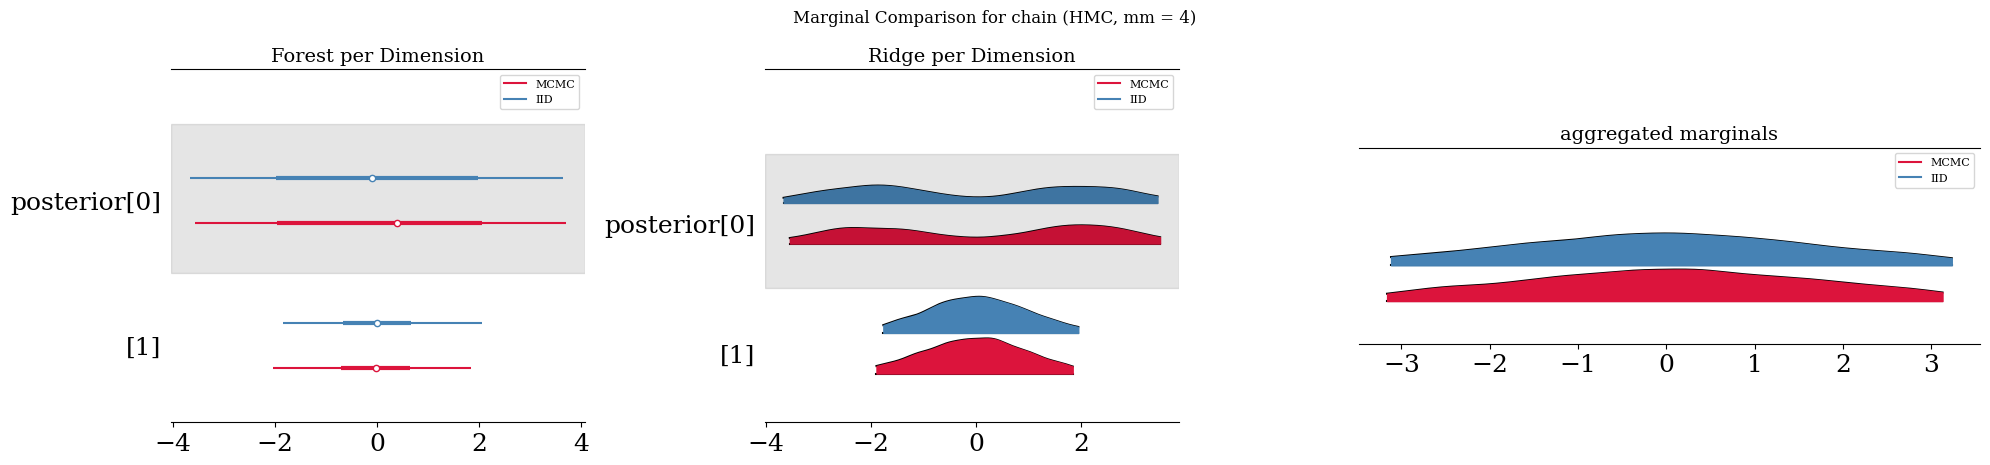 Marginal Comparison for chain (HMC, mm = 4)
Forest per Dimension
MCMC
IID
posterior[0]
[1]
−4 −2 0 2 4
Ridge per Dimension
MCMC
IID
posterior[0]
[1]
−4 −2 0 2
aggregated marginals
MCMC
IID
−3 −2 −1 0 1 2 3